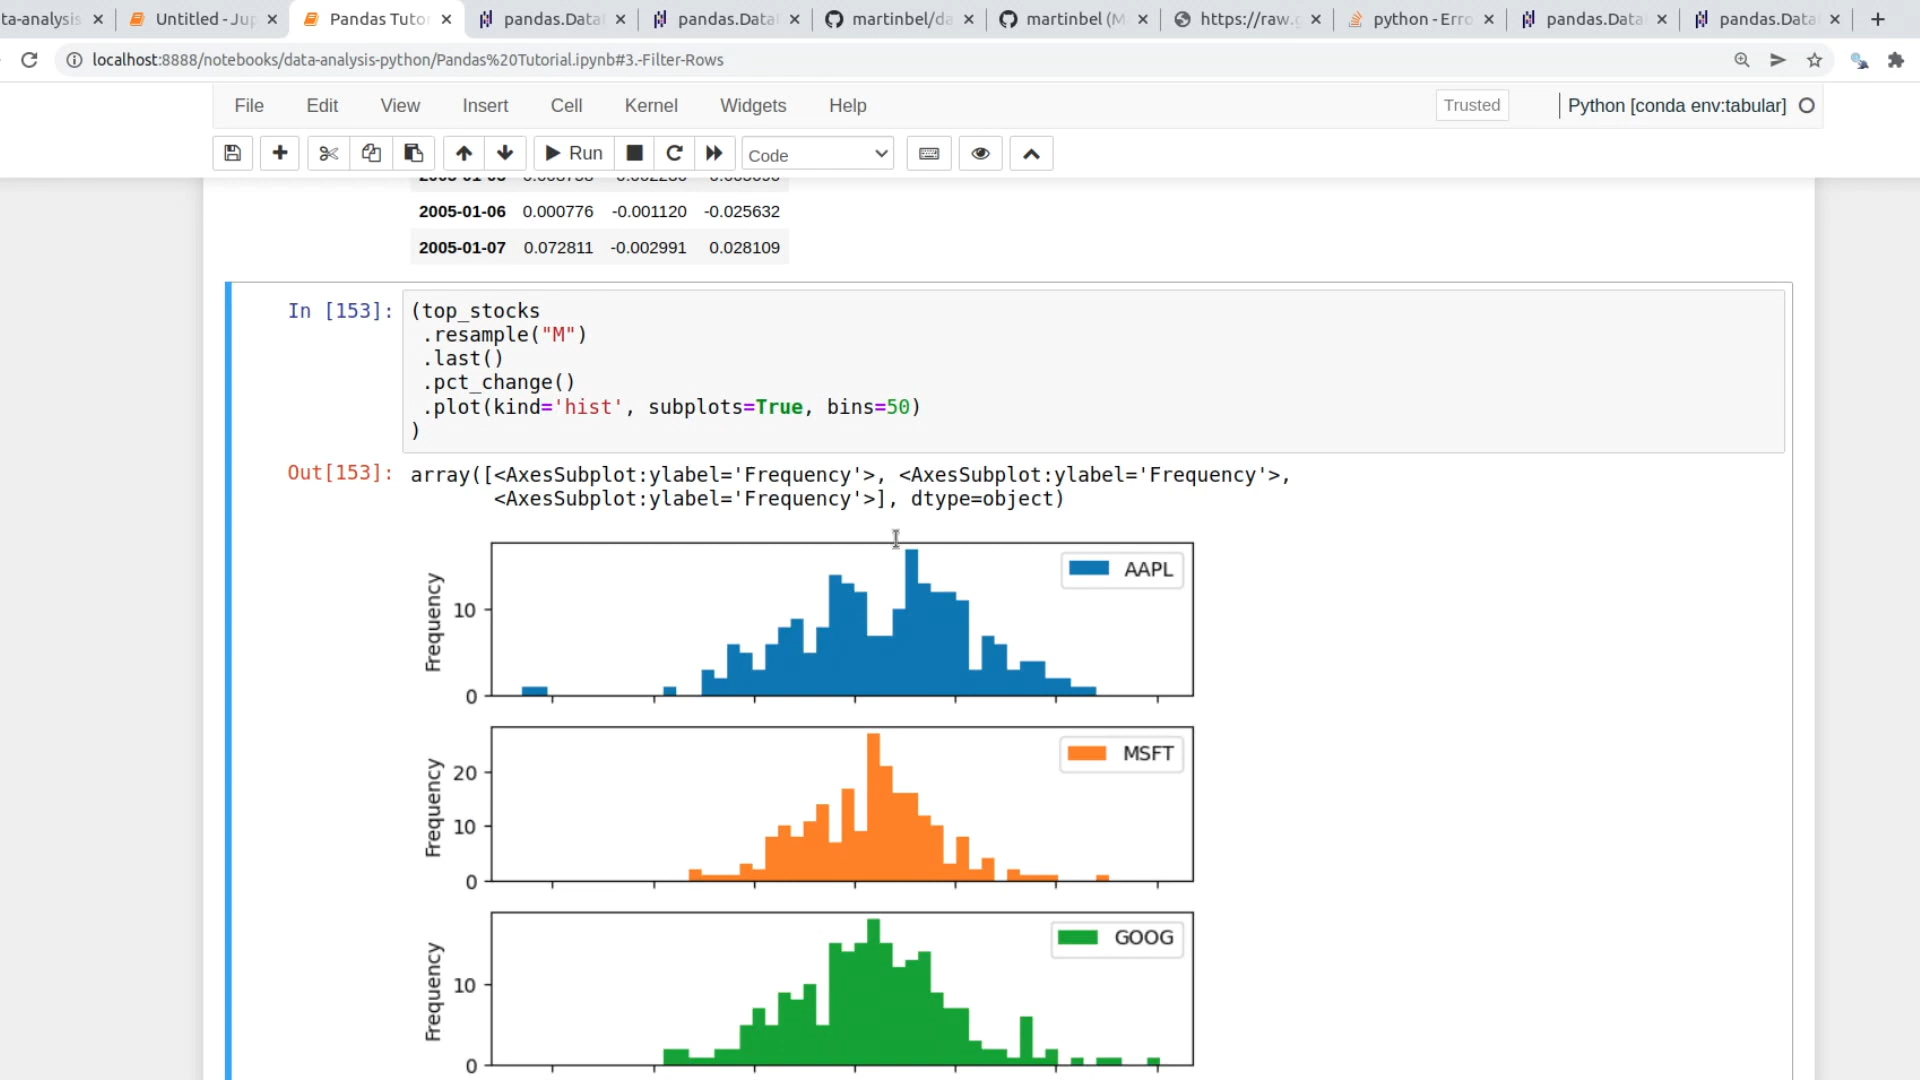 ta-analysis
Untitled - Jup
Pandas Tutor
pandas.Data
pandas.Data
martinbel/da
martinbel (M
https://raw.g
python - Erro
pandas.Data
pandas.Data
localhost:8888/notebooks/data-analysis-python/Pandas%20Tutorial.ipynb#3.-Filter-Rows
File Edit View Insert Cell Kernel Widgets Help Trusted Python [conda env:tabular]
Run Code
2005-01-06 0.000776 -0.001120 -0.025632
2005-01-07 0.072811 -0.002991 0.028109
In [153]: (top_stocks
.resample("M")
.last()
.pct_change()
.plot(kind='hist', subplots=True, bins=50)
)
Out[153]: array([<AxesSubplot:ylabel='Frequency'>, <AxesSubplot:ylabel='Frequency'>,
<AxesSubplot:ylabel='Frequency'>], dtype=object)
AAPL
Frequency
10
0
MSFT
Frequency
20
10
0
GOOG
Frequency
10
0